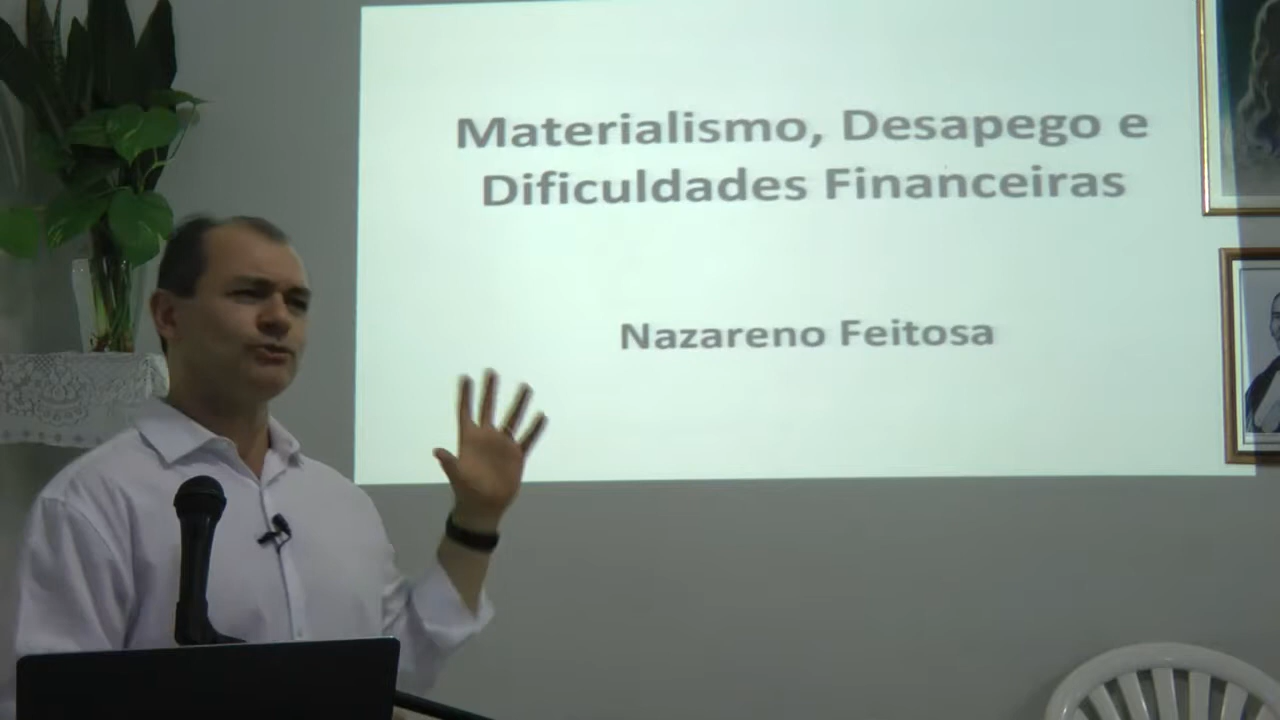 Materialismo, Desapego e
Dificuldades Financeiras
Nazareno Feitosa